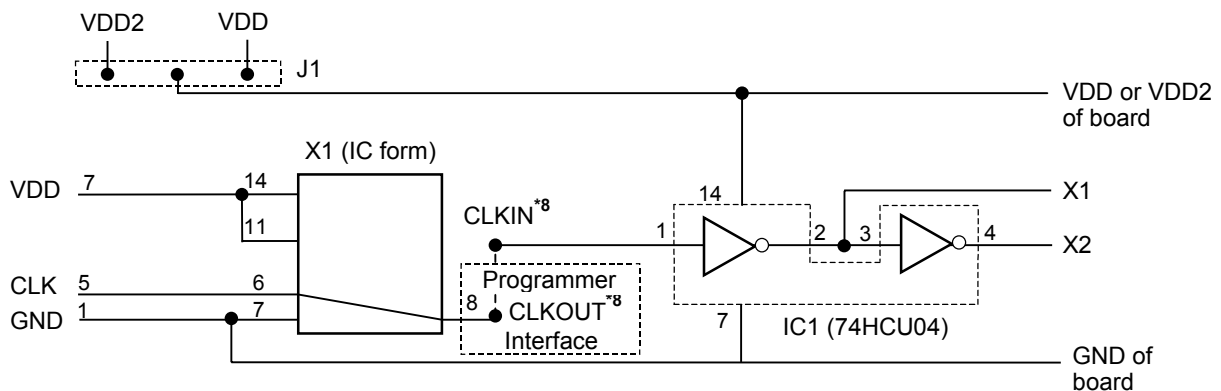 VDD2 VDD
J1
VDD or VDD2
of board
X1 (IC form)
VDD 7 14
11
CLKIN*8
14
X1
1 2 3 4 X2
Programmer
CLK 5 6
8 CLKOUT*8
GND 1 7
Interface
7 IC1 (74HCU04)
GND of
board